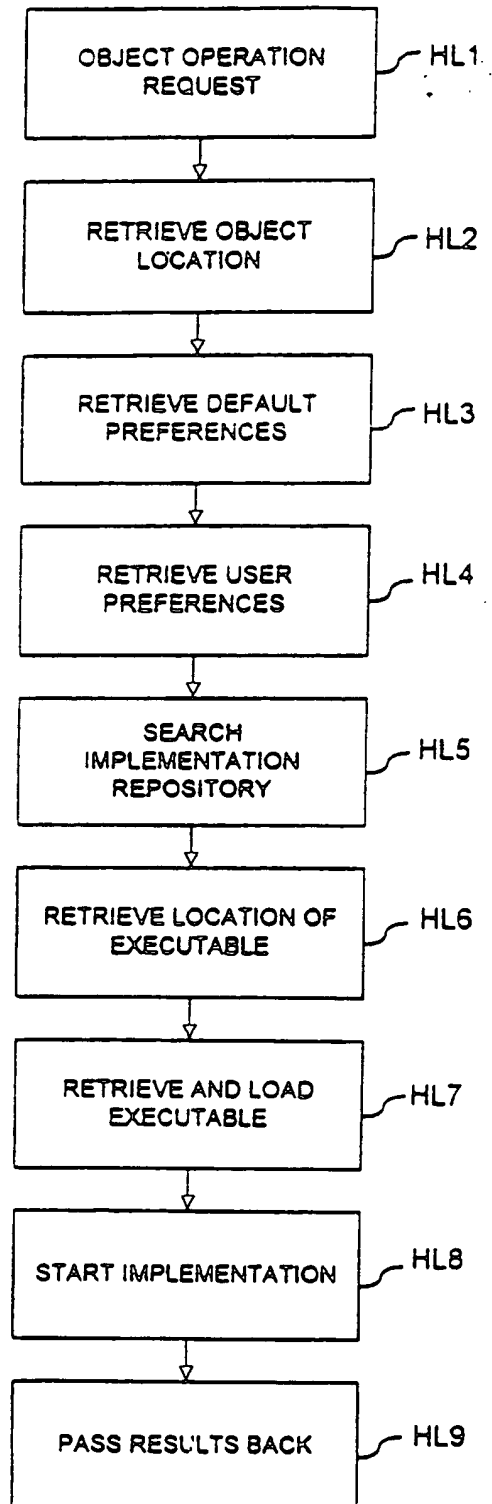 OBJECT OPERATION
REQUEST
HL1
RETRIEVE OBJECT
LOCATION
HL2
RETRIEVE DEFAULT
PREFERENCES
HL3
RETRIEVE USER
PREFERENCES
HL4
SEARCH
IMPLEMENTATION
REPOSITORY
HL5
RETRIEVE LOCATION OF
EXECUTABLE
HL6
RETRIEVE AND LOAD
EXECUTABLE
HL7
START IMPLEMENTATION
HL8
PASS RESULTS BACK
HL9